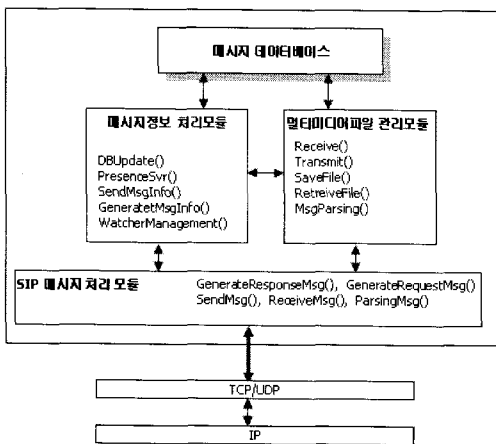 메시지 데이터베이스
메시지정보 처리모듈
DBUpdate()
PresenceSvr()
SendMsgInfo()
GeneratetMsgInfo()
WatcherManagement()
멀티미디어파일 관리모듈
Receive()
Transmit()
SaveFile()
RetreiveFile()
MsgParsing()
SIP 메시지 처리 모듈
GenerateResponseMsg(), GenerateRequestMsg()
SendMsg(), ReceiveMsg(), ParsingMsg()
TCP/UDP
IP